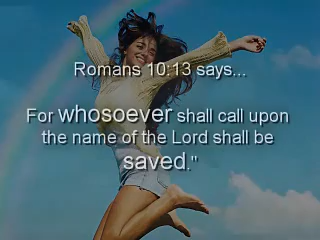 Romans 10:13 says...
For whosoever shall call upon
the name of the Lord shall be
saved."